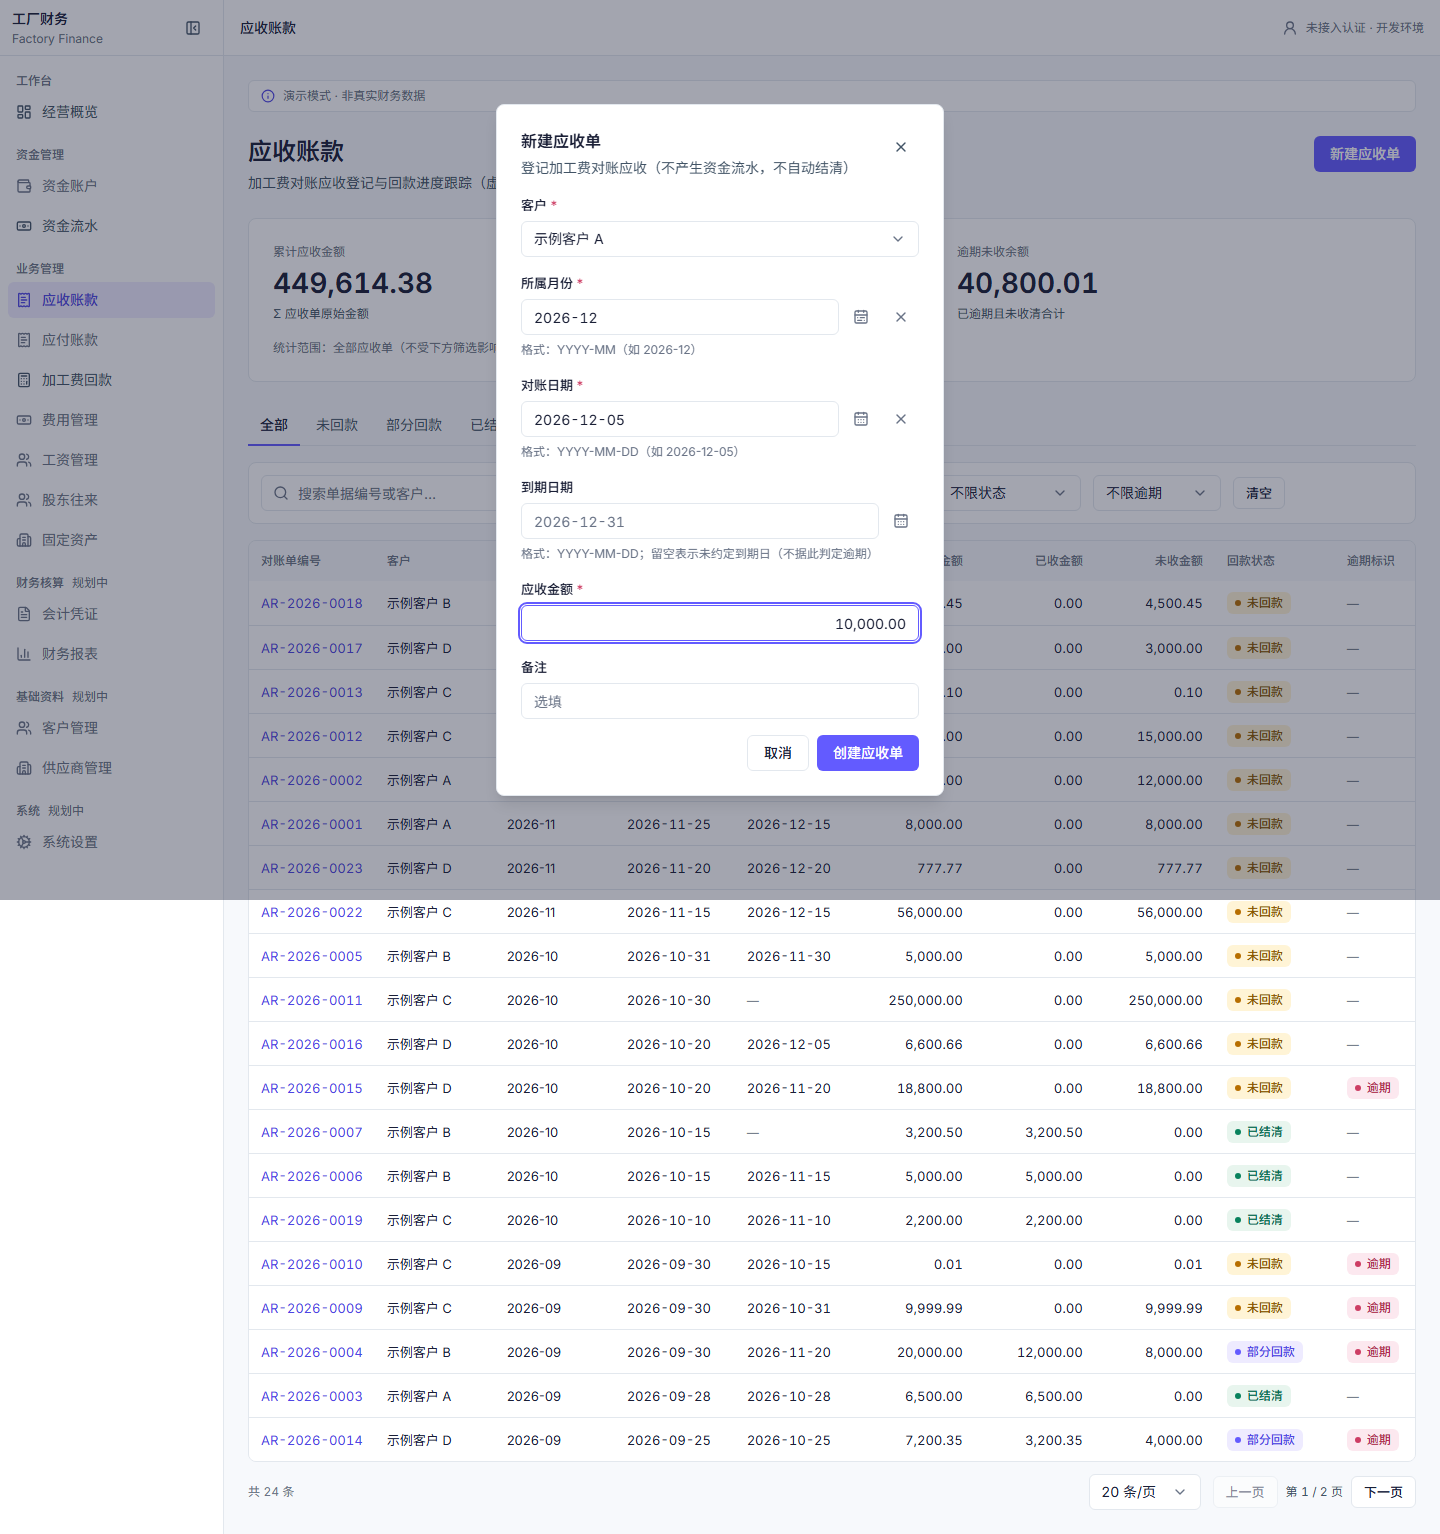 工厂财务
Factory Finance
应收账款
未接入认证 · 开发环境
工作台
经营概览
资金管理
资金账户
资金流水
业务管理
应收账款
应付账款
加工费回款
费用管理
工资管理
股东往来
固定资产
财务核算 规划中
会计凭证
财务报表
基础资料 规划中
客户管理
供应商管理
系统 规划中
系统设置
演示模式 · 非真实财务数据
应收账款
加工费对账应收登记与回款进度跟踪（虚
新建应收单
累计应收金额
449,614.38
Σ 应收单原始金额
统计范围：全部应收单（不受下方筛选影响
逾期未收余额
40,800.01
已逾期且未收清合计
全部 未回款 部分回款 已结
搜索单据编号或客户...
不限状态
不限逾期
清空
新建应收单
登记加工费对账应收（不产生资金流水，不自动结清）
客户 *
示例客户 A
所属月份 *
2026-12
格式：YYYY-MM（如 2026-12）
对账日期 *
2026-12-05
格式：YYYY-MM-DD（如 2026-12-05）
到期日期
2026-12-31
格式：YYYY-MM-DD；留空表示未约定到期日（不据此判定逾期）
应收金额 *
10,000.00
备注
选填
取消
创建应收单
对账单编号 客户 金额 已收金额 未收金额 回款状态 逾期标识
AR-2026-0018 示例客户 B .45 0.00 4,500.45 未回款 —
AR-2026-0017 示例客户 D .00 0.00 3,000.00 未回款 —
AR-2026-0013 示例客户 C .10 0.00 0.10 未回款 —
AR-2026-0012 示例客户 C .00 0.00 15,000.00 未回款 —
AR-2026-0002 示例客户 A .00 0.00 12,000.00 未回款 —
AR-2026-0001 示例客户 A 2026-11 2026-11-25 2026-12-15 8,000.00 0.00 8,000.00 未回款 —
AR-2026-0023 示例客户 D 2026-11 2026-11-20 2026-12-20 777.77 0.00 777.77 未回款 —
AR-2026-0022 示例客户 C 2026-11 2026-11-15 2026-12-15 56,000.00 0.00 56,000.00 未回款 —
AR-2026-0005 示例客户 B 2026-10 2026-10-31 2026-11-30 5,000.00 0.00 5,000.00 未回款 —
AR-2026-0011 示例客户 C 2026-10 2026-10-30 — 250,000.00 0.00 250,000.00 未回款 —
AR-2026-0016 示例客户 D 2026-10 2026-10-20 2026-12-05 6,600.66 0.00 6,600.66 未回款 —
AR-2026-0015 示例客户 D 2026-10 2026-10-20 2026-11-20 18,800.00 0.00 18,800.00 未回款 逾期
AR-2026-0007 示例客户 B 2026-10 2026-10-15 — 3,200.50 3,200.50 0.00 已结清 —
AR-2026-0006 示例客户 B 2026-10 2026-10-15 2026-11-15 5,000.00 5,000.00 0.00 已结清 —
AR-2026-0019 示例客户 C 2026-10 2026-10-10 2026-11-10 2,200.00 2,200.00 0.00 已结清 —
AR-2026-0010 示例客户 C 2026-09 2026-09-30 2026-10-15 0.01 0.00 0.01 未回款 逾期
AR-2026-0009 示例客户 C 2026-09 2026-09-30 2026-10-31 9,999.99 0.00 9,999.99 未回款 逾期
AR-2026-0004 示例客户 B 2026-09 2026-09-30 2026-11-20 20,000.00 12,000.00 8,000.00 部分回款 逾期
AR-2026-0003 示例客户 A 2026-09 2026-09-28 2026-10-28 6,500.00 6,500.00 0.00 已结清 —
AR-2026-0014 示例客户 D 2026-09 2026-09-25 2026-10-25 7,200.35 3,200.35 4,000.00 部分回款 逾期
共 24 条
20 条/页
上一页
第 1 / 2 页
下一页